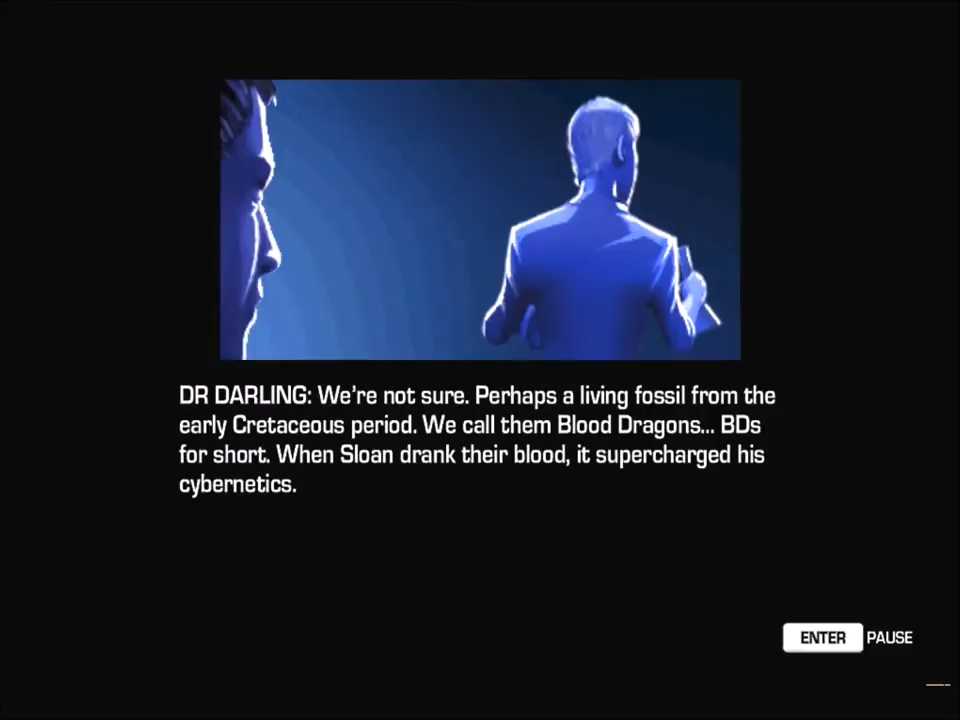 DR DARLING: We're not sure. Perhaps a living fossil from the
early Cretaceous period. We call them Blood Dragons... BDs
for short. When Sloan drank their blood, it supercharged his
cybernetics.
ENTER PAUSE